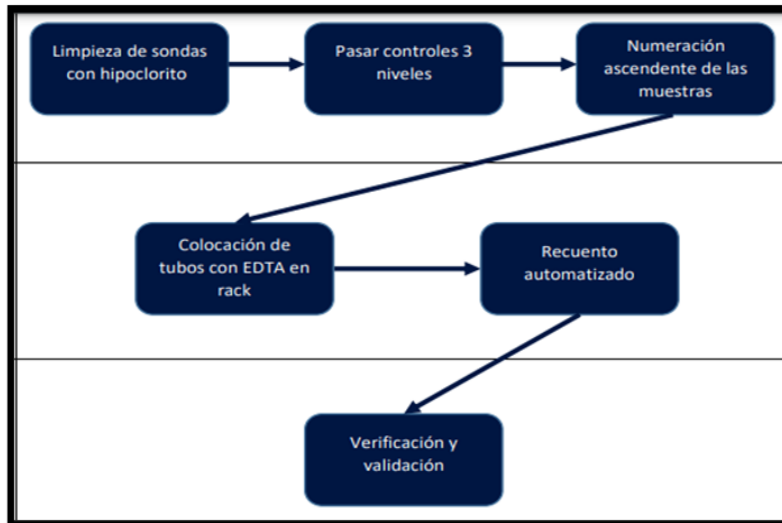 Limpieza de sondas
con hipoclorito
Pasar controles 3
niveles
Numeración
ascendente de las
muestras
Colocación de
tubos con EDTA en
rack
Recuento
automatizado
Verificación y
validación